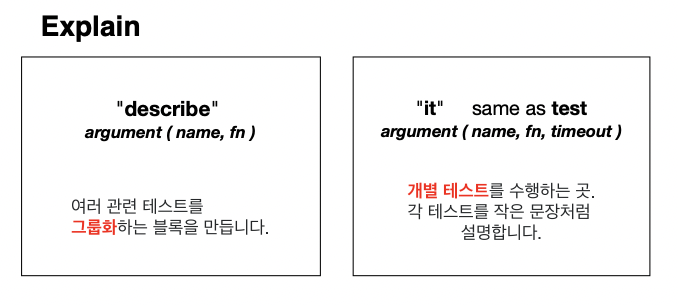 Explain
"describe"
argument ( name, fn )
여러 관련 테스트를
그룹화하는 블록을 만듭니다.
"it" same as test
argument ( name, fn, timeout )
개별 테스트를 수행하는 곳.
각 테스트를 작은 문장처럼
설명합니다.